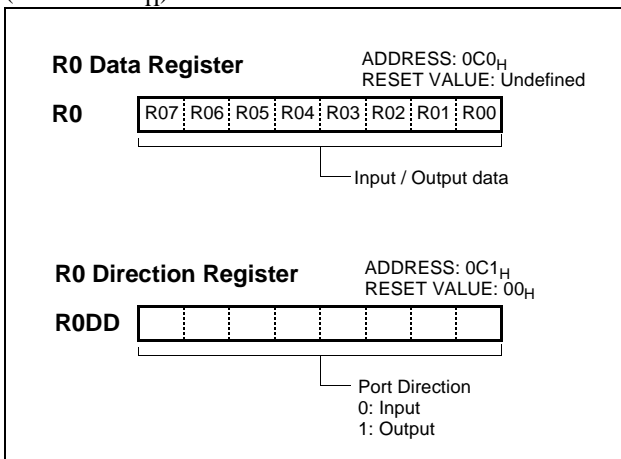 R0 Data Register
ADDRESS: 0C0H
RESET VALUE: Undefined
R0
R07 R06 R05 R04 R03 R02 R01 R00
Input / Output data
R0 Direction Register
ADDRESS: 0C1H
RESET VALUE: 00H
R0DD
Port Direction
0: Input
1: Output